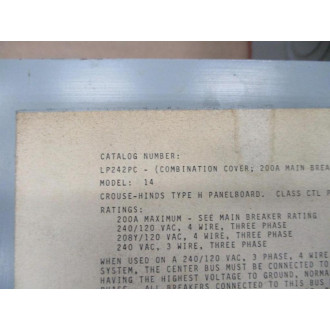 CATALOG NUMBER:
LP242PC - (COMBINATION COVER; 200A MAIN BREA
MODEL: 14
CROUSE-HINDS TYPE H PANELBOARD. CLASS CTL P
RATINGS:
200A MAXIMUM - SEE MAIN BREAKER RATING
240/120 VAC, 4 WIRE, THREE PHASE
208Y/120 VAC, 4 WIRE, THREE PHASE
240 VAC, 3 WIRE, THREE PHASE
WHEN USED ON A 240/120 VAC, 3 PHASE, 4 WIRE
SYSTEM, THE CENTER BUS MUST BE CONNECTED TO
HAVING THE HIGHEST VOLTAGE TO GROUND, NORMA
PHASE. ALL BREAKERS CONNECTED TO THIS BUS